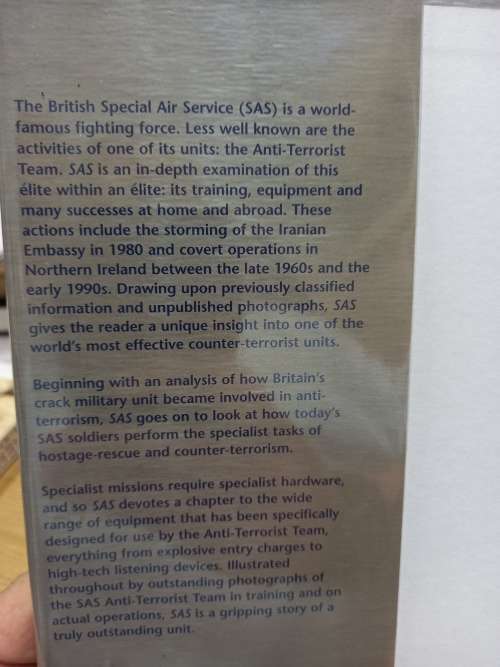 The British Special Air Service (SAS) is a world-
famous fighting force. Less well known are the
activities of one of its units: the Anti-Terrorist
Team. SAS is an in-depth examination of this
élite within an élite: its training, equipment and
many successes at home and abroad. These
actions include the storming of the Iranian
Embassy in 1980 and covert operations in
Northern Ireland between the late 1960s and the
early 1990s. Drawing upon previously classified
information and unpublished photographs, SAS
gives the reader a unique insight into one of the
world's most effective counter-terrorist units.
Beginning with an analysis of how Britain's
crack military unit became involved in anti-
terrorism, SAS goes on to look at how today's
SAS soldiers perform the specialist tasks of
hostage-rescue and counter-terrorism.
Specialist missions require specialist hardware,
and so SAS devotes a chapter to the wide
range of equipment that has been specifically
designed for use by the Anti-Terrorist Team,
everything from explosive entry charges to
high-tech listening devices. Illustrated
throughout by outstanding photographs of
the SAS Anti-Terrorist Team in training and on
actual operations, SAS is a gripping story of a
truly outstanding unit.